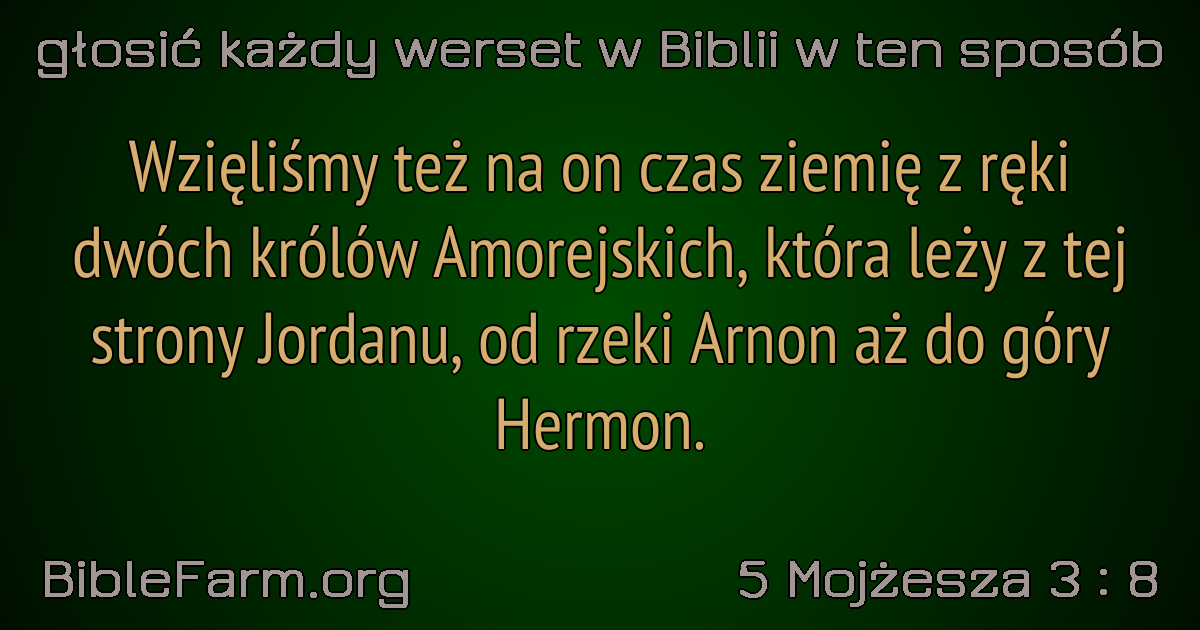 głosić każdy werset w Biblii w ten sposób
Wzięliśmy też na on czas ziemię z ręki
dwóch królów Amorejskich, która leży z tej
strony Jordanu, od rzeki Arnon aż do góry
Hermon.
BibleFarm.org
5 Mojżesza 3 : 8